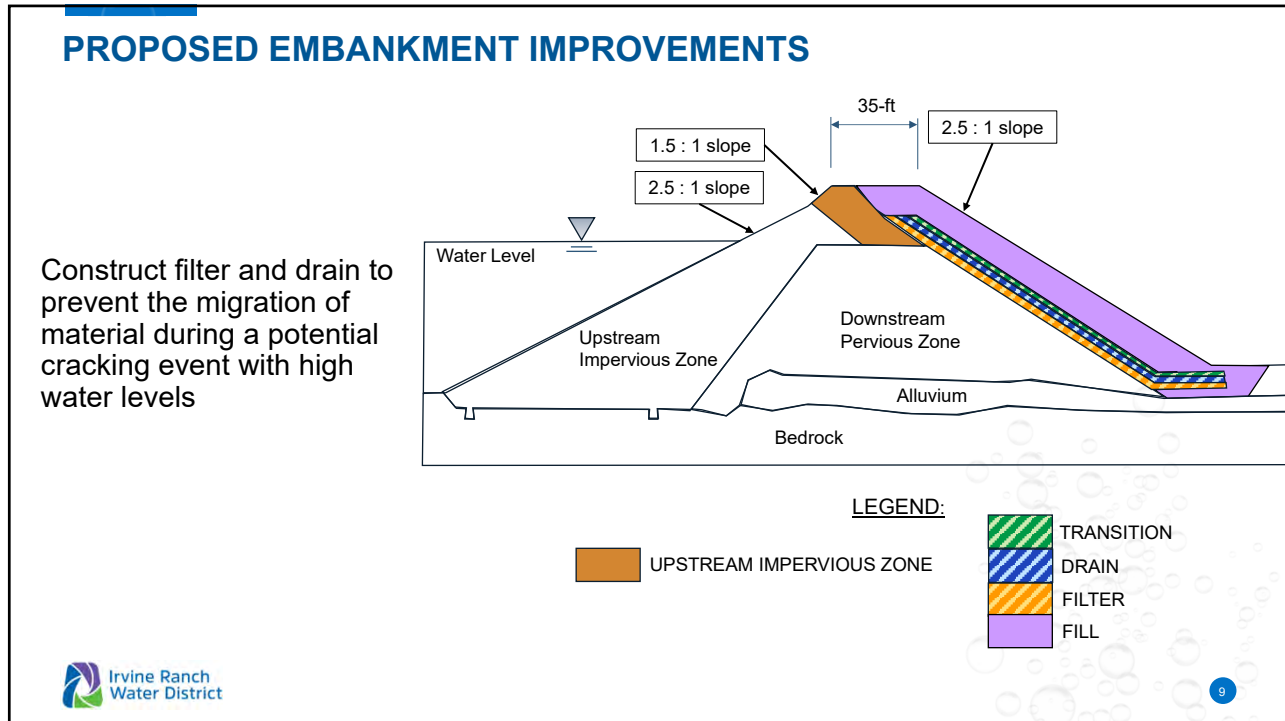 PROPOSED EMBANKMENT IMPROVEMENTS
35-ft
1.5 : 1 slope
2.5 : 1 slope
2.5 : 1 slope
Construct filter and drain to
prevent the migration of
material during a potential
cracking event with high
water levels
Water Level
Upstream
Impervious Zone
Downstream
Pervious Zone
Alluvium
Bedrock
LEGEND:
UPSTREAM IMPERVIOUS ZONE
TRANSITION
DRAIN
FILTER
FILL
Irvine Ranch
Water District
9